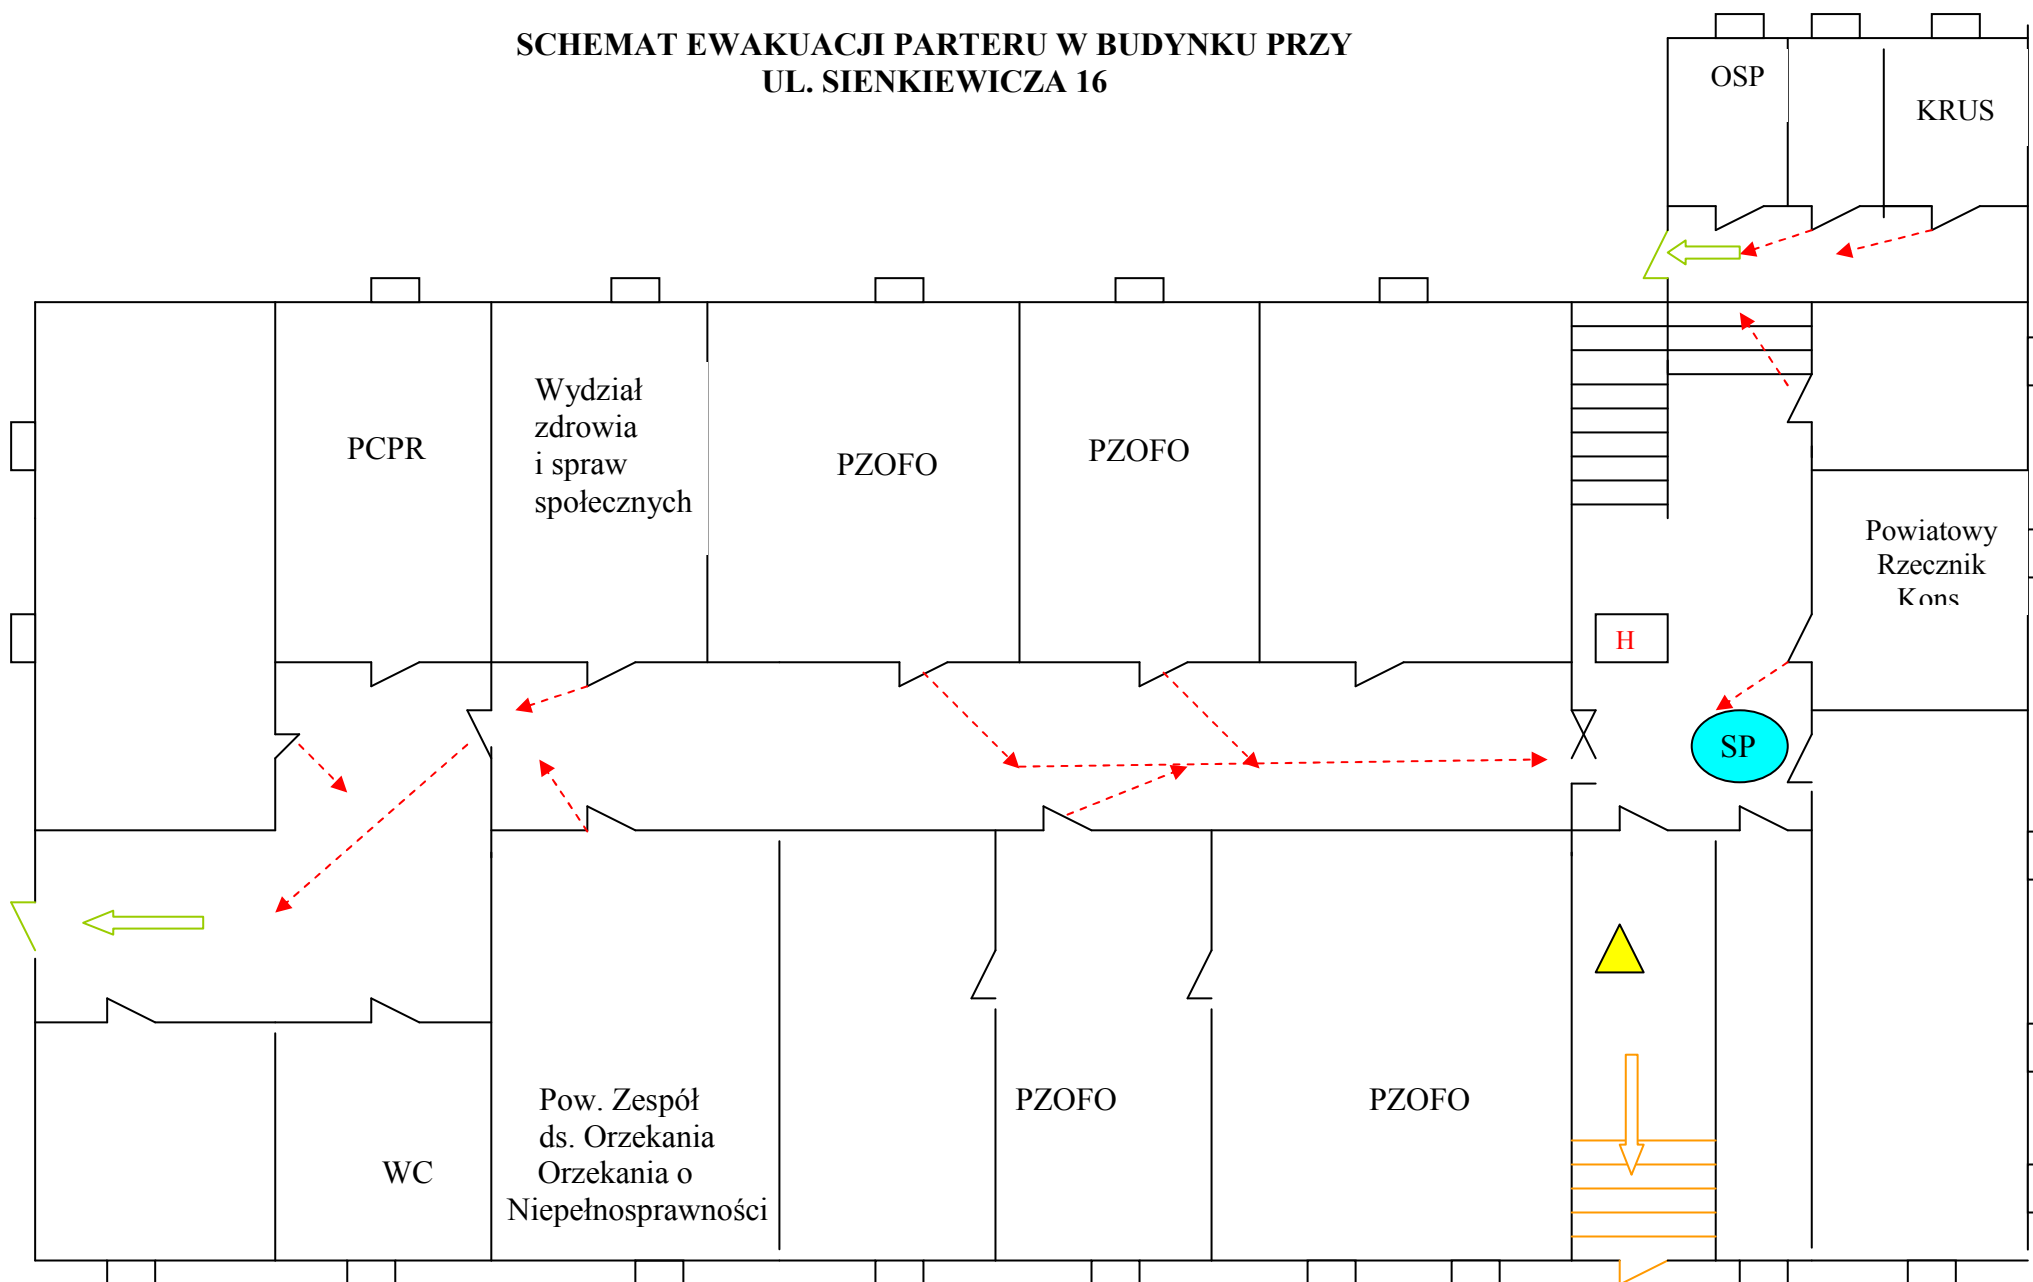 SCHEMAT EWAKUACJI PARTERU W BUDYNKU PRZY
UL. SIENKIEWICZA 16
OSP
KRUS
PCPR
Wydział
zdrowia
i spraw
społecznych
PZOFO
PZOFO
Powiatowy
Rzecznik
Kons
H
SP
WC
Pow. Zespół
ds. Orzekania
Orzekania o
Niepełnosprawności
PZOFO
PZOFO